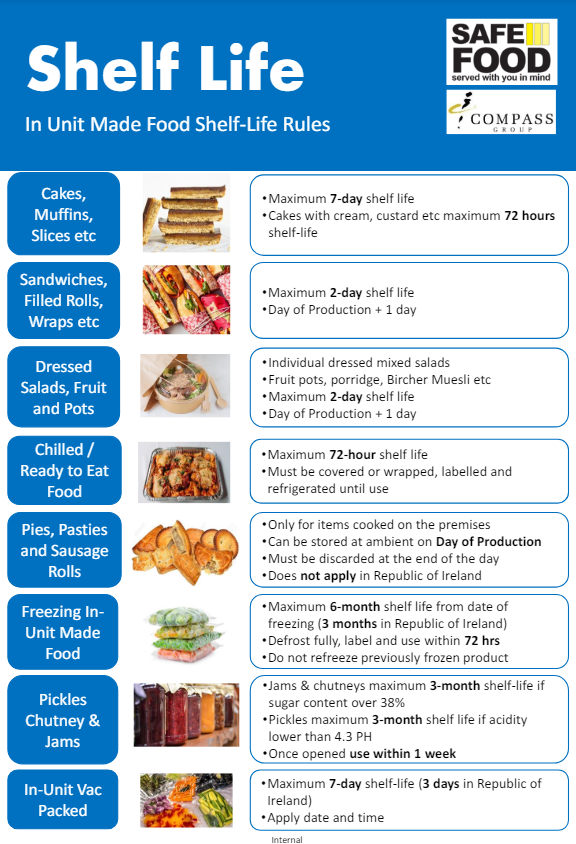 Shelf Life
In Unit Made Food Shelf-Life Rules
SAFE
FOOD
served with you in mind
COMPASS
GROUP
Cakes,
Muffins,
Slices etc
•Maximum 7-day shelf life
•Cakes with cream, custard etc maximum 72 hours
shelf-life
Sandwiches,
Filled Rolls,
Wraps etc
•Maximum 2-day shelf life
•Day of Production + 1 day
Dressed
Salads, Fruit
and Pots
•Individual dressed mixed salads
•Fruit pots, porridge, Bircher Muesli etc
•Maximum 2-day shelf life
•Day of Production + 1 day
Chilled /
Ready to Eat
Food
•Maximum 72-hour shelf life
•Must be covered or wrapped, labelled and
refrigerated until use
Pies, Pasties
and Sausage
Rolls
•Only for items cooked on the premises
•Can be stored at ambient on Day of Production
•Must be discarded at the end of the day
•Does not apply in Republic of Ireland
Freezing In-
Unit Made
Food
•Maximum 6-month shelf life from date of
freezing (3 months in Republic of Ireland)
•Defrost fully, label and use within 72 hrs
•Do not refreeze previously frozen product
Pickles
Chutney &
Jams
•Jams & chutneys maximum 3-month shelf-life if
sugar content over 38%
•Pickles maximum 3-month shelf life if acidity
lower than 4.3 PH
•Once opened use within 1 week
In-Unit Vac
Packed
•Maximum 7-day shelf-life (3 days in Republic of
Ireland)
•Apply date and time
Internal